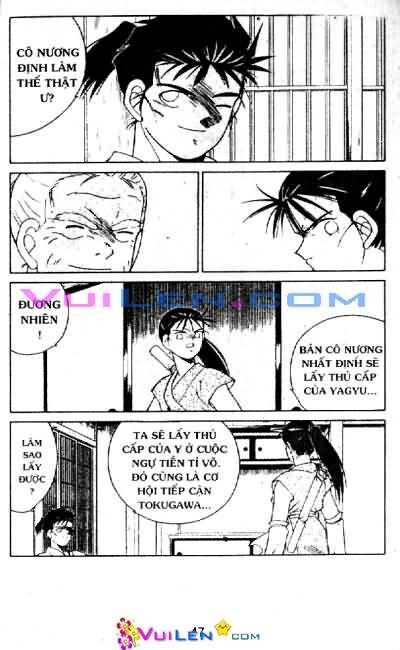 CÔ NƯƠNG
ĐỊNH LÀM
THẾ THẬT
Ư?
ĐƯƠNG
NHIÊN
!
VUILEN.COM
BẢN CÔ NƯƠNG
NHẤT ĐỊNH SẼ
LẤY THỦ CẤP
CỦA YAGYU...
LÀM
SAO
LẤY
ĐƯỢC
?
TA SẼ LẤY THỦ
CẤP CỦA Y Ở CUỘC
NGỰ TIỀN TỈ VÕ.
ĐÓ CŨNG LÀ CƠ
HỘI TIẾP CẬN
TOKUGAWA...
47
VUILEN.COM